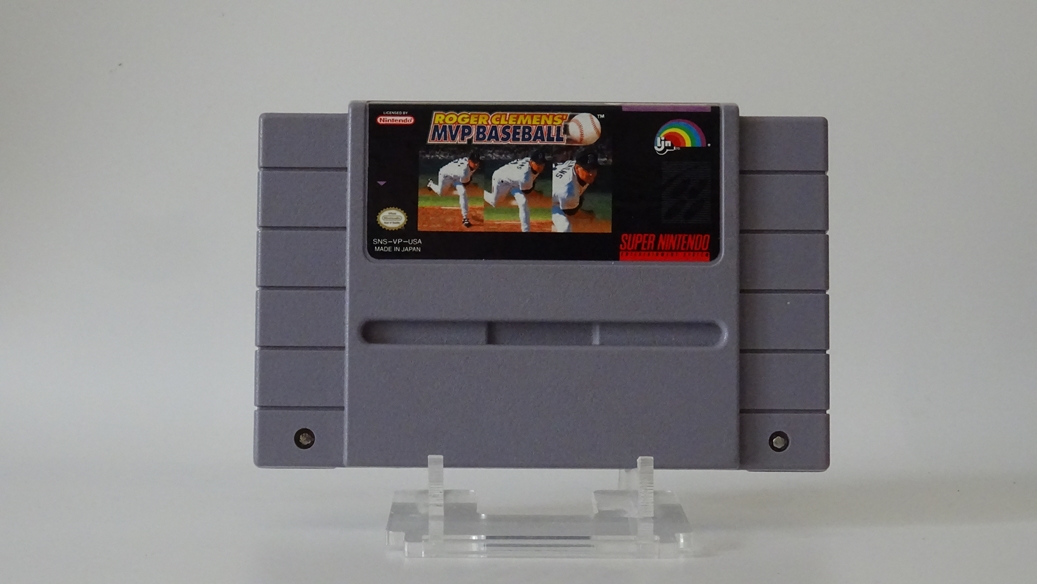 LICENSED BY
Nintendo
ROGER CLEMENS'
MVP BASEBALL
TM
LJN
SNS-VP-USA
MADE IN JAPAN
SUPER NINTENDO